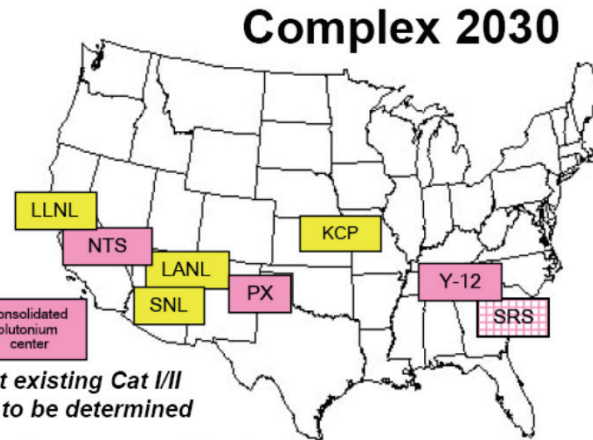 Complex 2030
LLNL
NTS
LANL
SNL
PX
KCP
Y-12
SRS
onsolidated
lutonium
center
t existing Cat I/II
to be determined